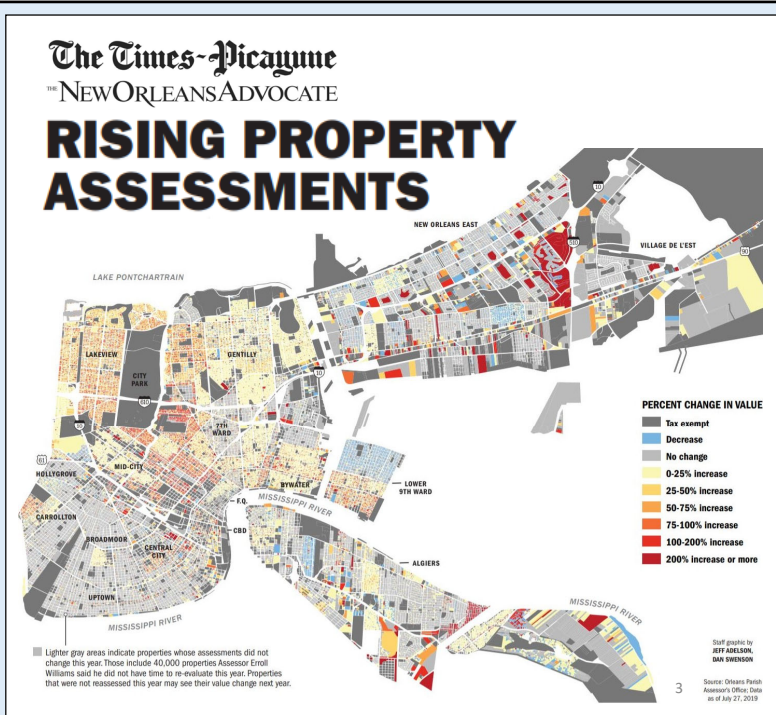 The Times-Picayune
THE NEW ORLEANS ADVOCATE
RISING PROPERTY
ASSESSMENTS
NEW ORLEANS EAST
10
510
VILLAGE DE L'EST
90
LAKE PONTCHARTRAIN
LAKEVIEW
CITY
PARK
GENTILLY
10
610
7TH
WARD
10
61
HOLLYGROVE
MID-CITY
BYWATER
LOWER
9TH WARD
CARROLLTON
F.Q.
MISSISSIPPI RIVER
CBD
BROADMOOR
CENTRAL
CITY
UPTOWN
ALGIERS
MISSISSIPPI RIVER
MISSISSIPPI RIVER
PERCENT CHANGE IN VALUE
Tax exempt
Decrease
No change
0-25% increase
25-50% increase
50-75% increase
75-100% increase
100-200% increase
200% increase or more
Lighter gray areas indicate properties whose assessments did not
change this year. Those include 40,000 properties Assessor Erroll
Williams said he did not have time to re-evaluate this year. Properties
that were not reassessed this year may see their value change next year.
Staff graphic by
JEFF ADELSON,
DAN SWENSON
3
Source: Orleans Parish
Assessor's Office; Data
as of July 27, 2019